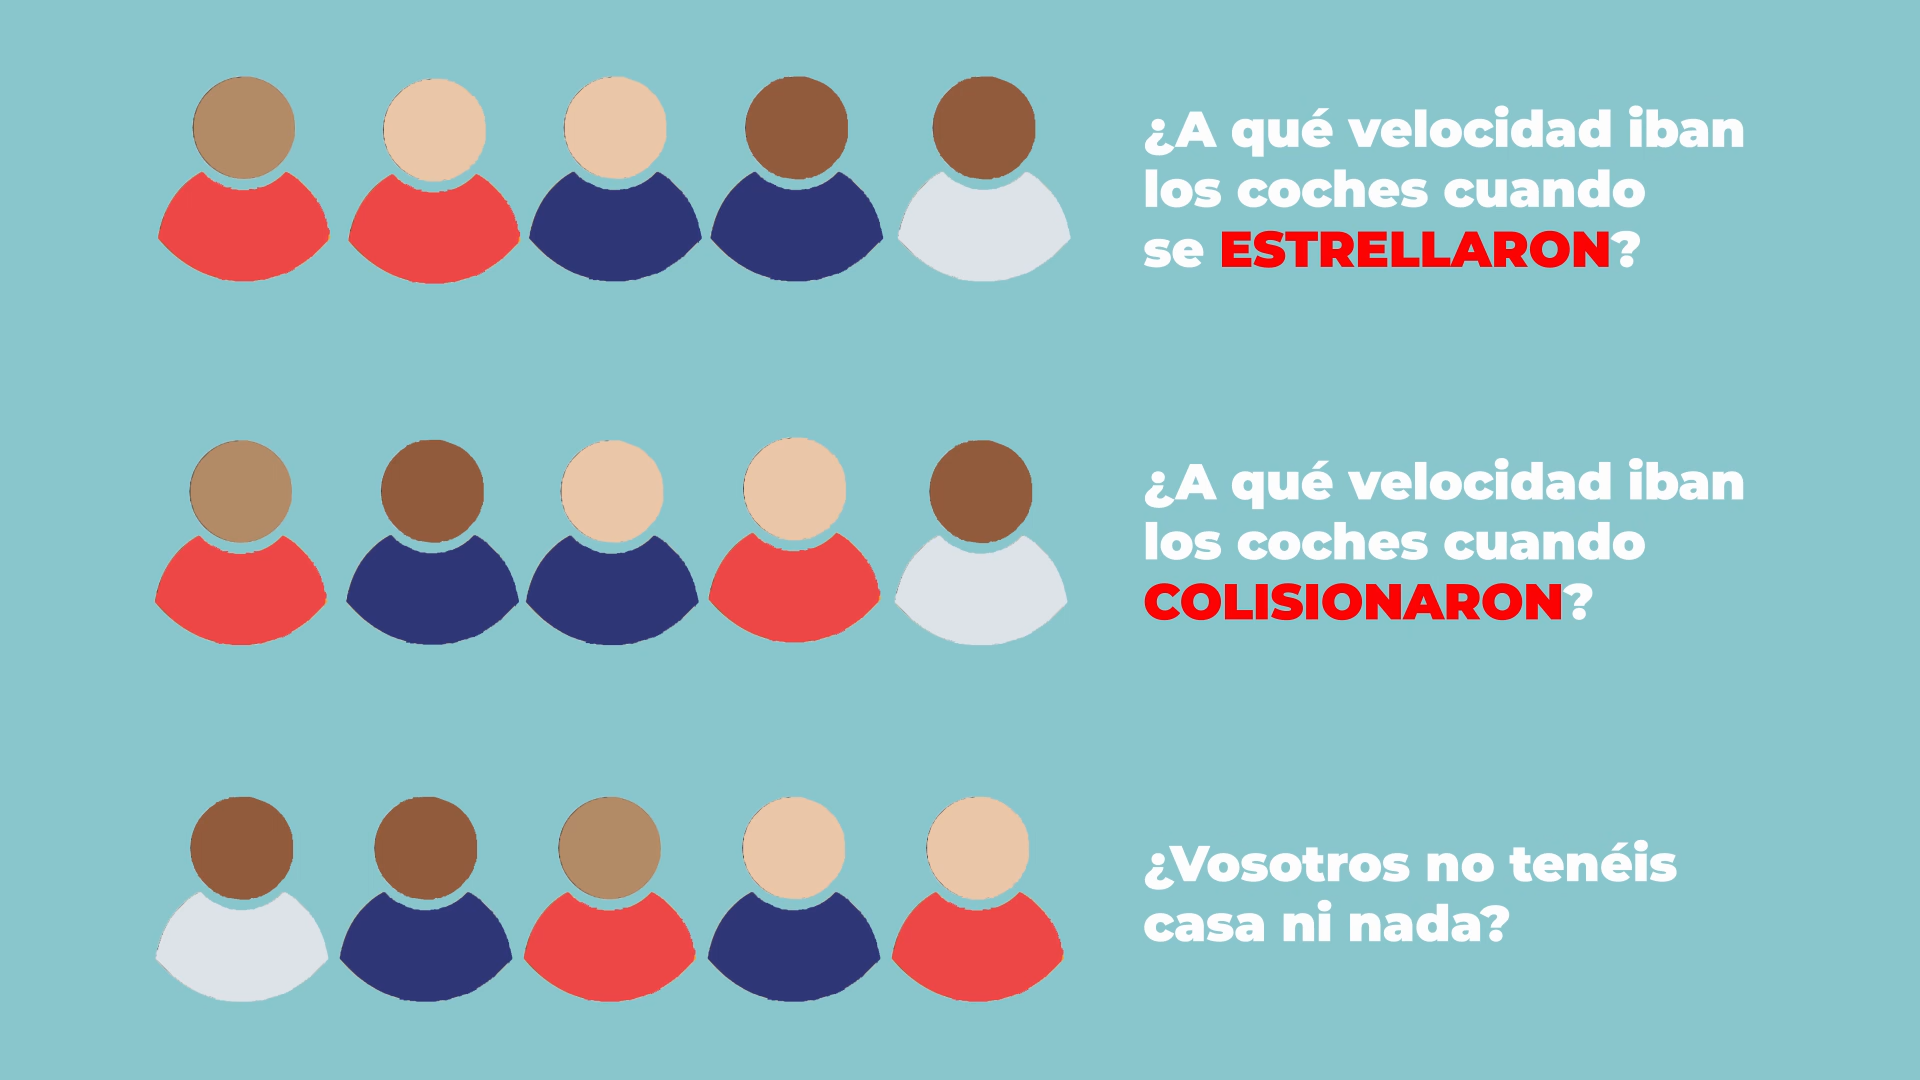 ¿A qué velocidad iban
los coches cuando
se ESTRELLARON?
¿A qué velocidad iban
los coches cuando
COLISIONARON?
¿Vosotros no tenéis
casa ni nada?